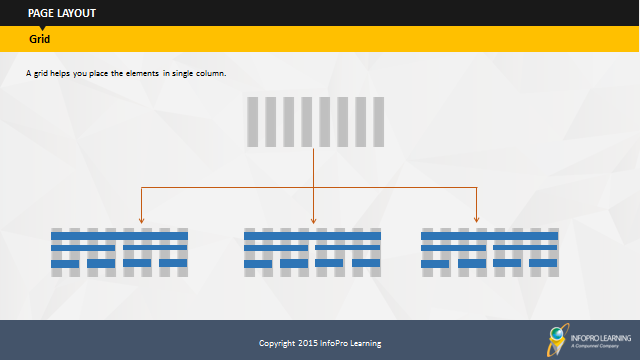 PAGE LAYOUT
Grid
A grid helps you place the elements in single column.
Copyright 2015 InfoPro Learning
INFOPRO LEARNING
A Compunnel Company